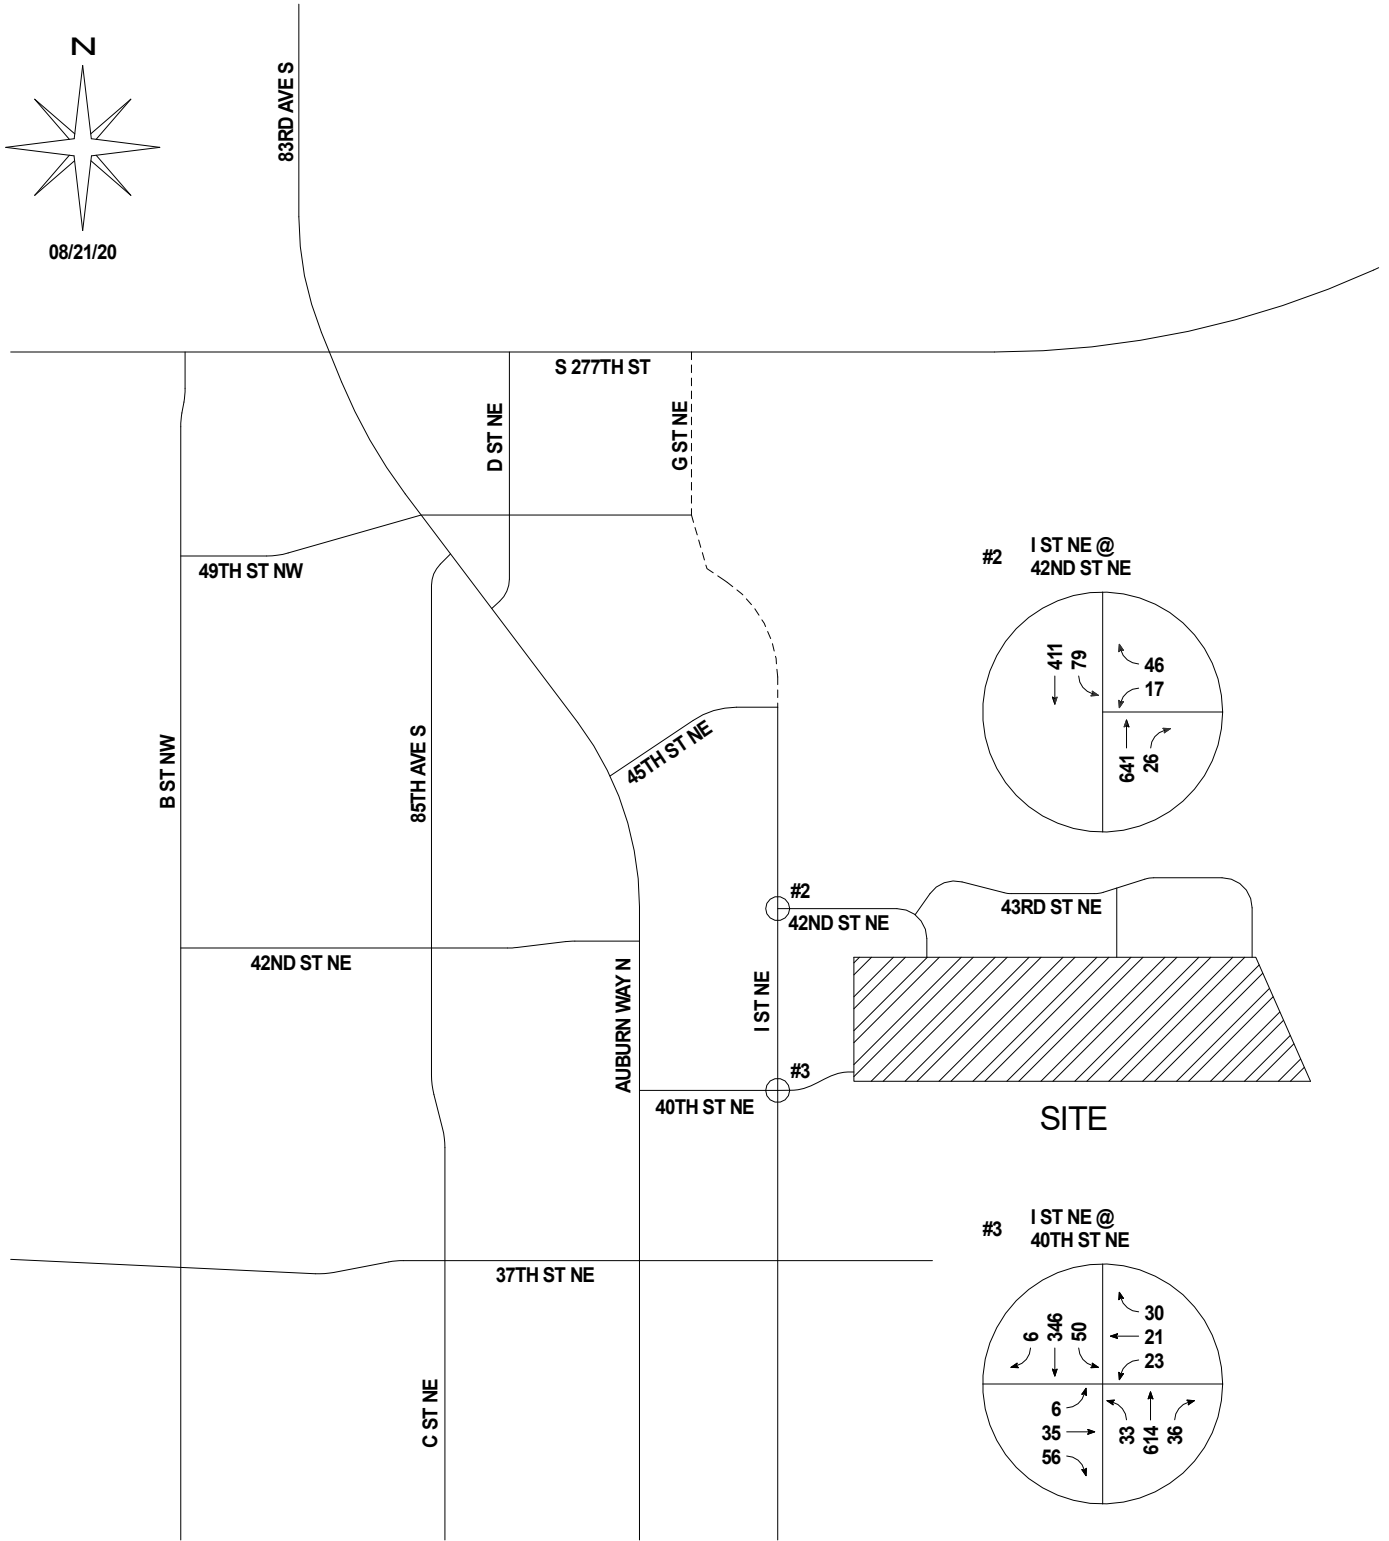 N
08/21/20
83RD AVE S
S 277TH ST
D ST NE
G ST NE
49TH ST NW
B ST NW
85TH AVE S
45TH ST NE
#2
I ST NE @
42ND ST NE
411
79
46
17
641
26
#2
42ND ST NE
43RD ST NE
42ND ST NE
AUBURN WAY N
I ST NE
#3
40TH ST NE
SITE
37TH ST NE
C ST NE
#3
I ST NE @
40TH ST NE
6
346
50
30
21
23
6
35
56
33
614
36